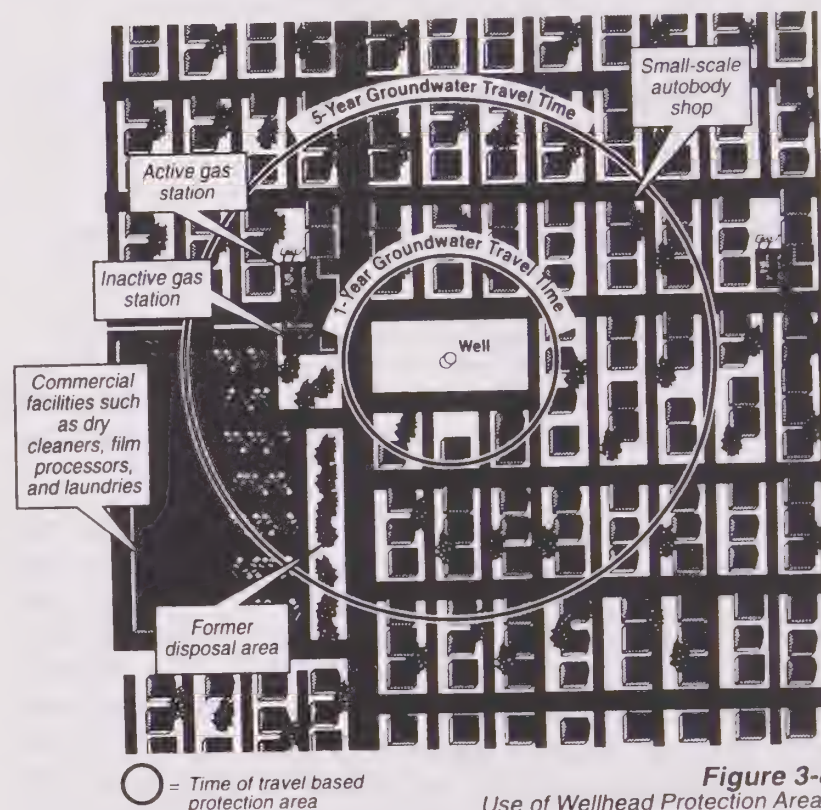 5-Year Groundwater Travel Time
Small-scale
autobody
shop
Active gas
station
1-Year Groundwater Travel Time
Inactive gas
station
Well
Commercial
facilities such
as dry
cleaners, film
processors,
and laundries
Former
disposal area
= Time of travel based
protection area
Figure 3-
Use of Wellhead Protection Area